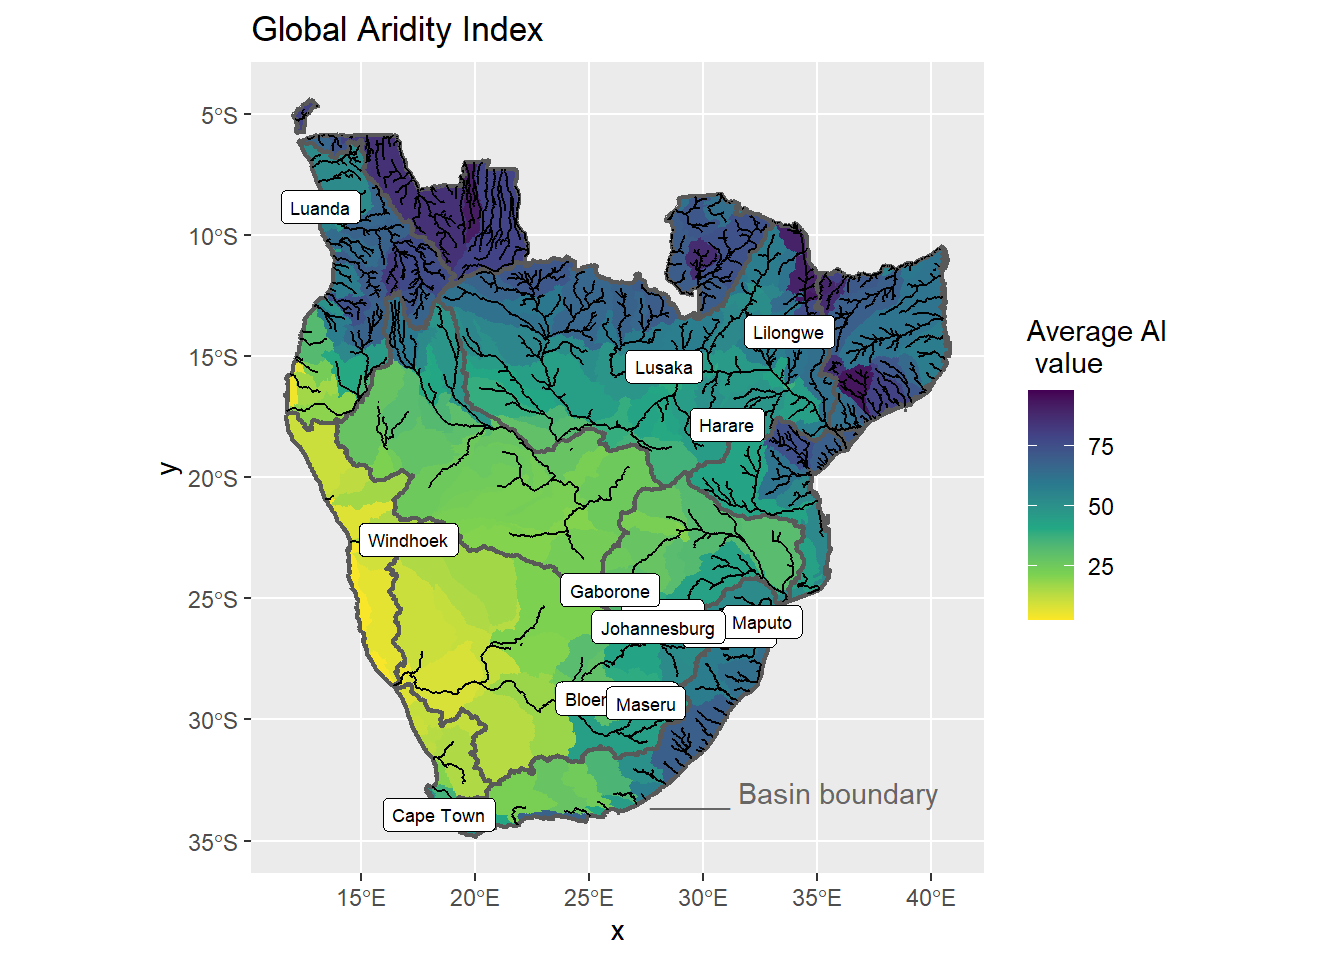 Global Aridity Index
5°S
10°S
15°S
20°S
25°S
30°S
35°S
y
Luanda
Lilongwe
Lusaka
Harare
Windhoek
Gaborone
Johannesburg
Maputo
Maseru
Cape Town
Basin boundary
15°E
20°E
25°E
30°E
35°E
40°E
x
Average AI
value
75
50
25